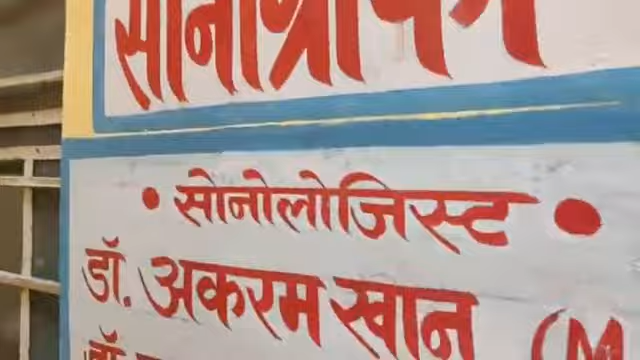 • सोनोलोजिस्ट •
डॉ. अकरम खान (M
डॉ.